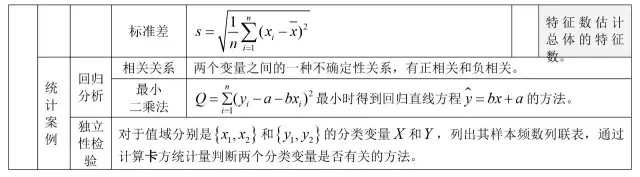 标准差
s = √(1/n ∑_{i=1}^{n} (x_i − x̄)²)
特征数估计
总体的特征
数。
统计案例
回归
分析
相关关系
两个变量之间的一种不确定性关系，有正相关和负相关。
最小
二乘法
Q = ∑_{i=1}^{n} (y_i − a − bx_i)² 最小时得到回归直线方程 ŷ = bx + a 的方法。
独立
性检
验
对于值域分别是{x₁, x₂}和{y₁, y₂}的分类变量 X 和 Y，列出其样本频数列联表，通过
计算卡方统计量判断两个分类变量是否有关的方法。